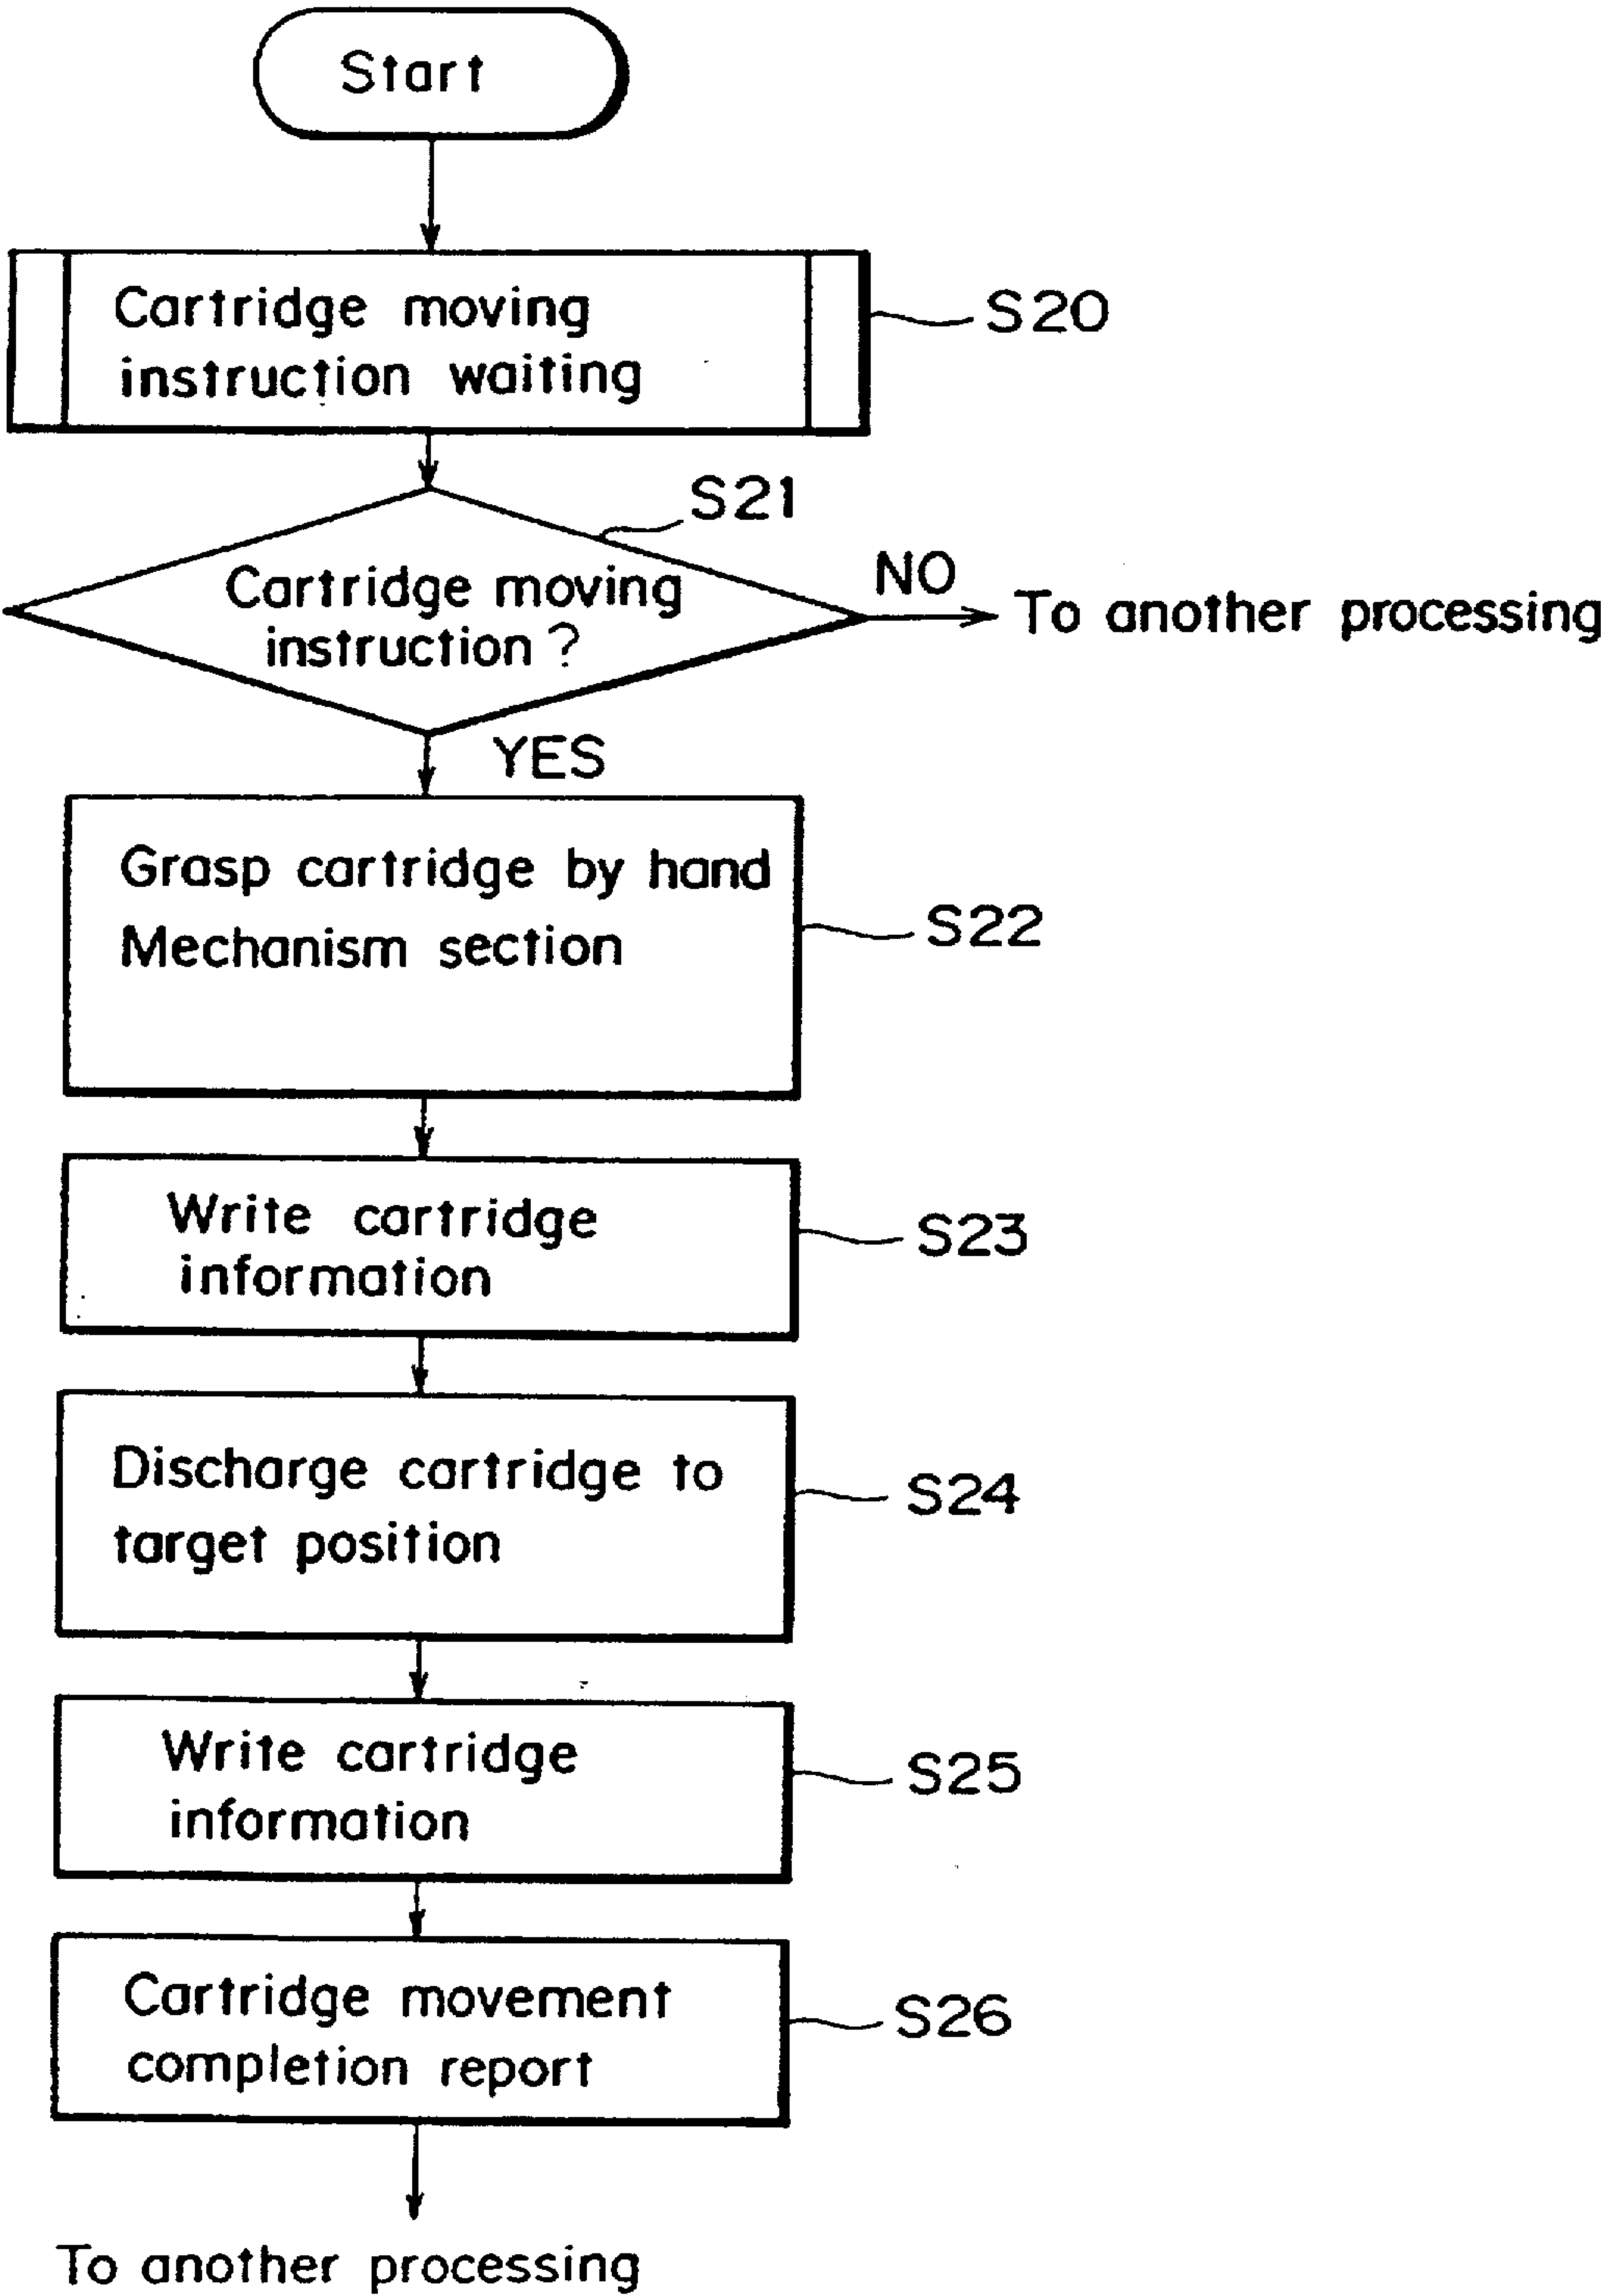 Start
Cartridge moving
instruction waiting
S20
S21
Cartridge moving
instruction ?
NO
To another processing
YES
Grasp cartridge by hand
Mechanism section
S22
Write cartridge
information
S23
Discharge cartridge to
target position
S24
Write cartridge
information
S25
Cartridge movement
completion report
S26
To another processing